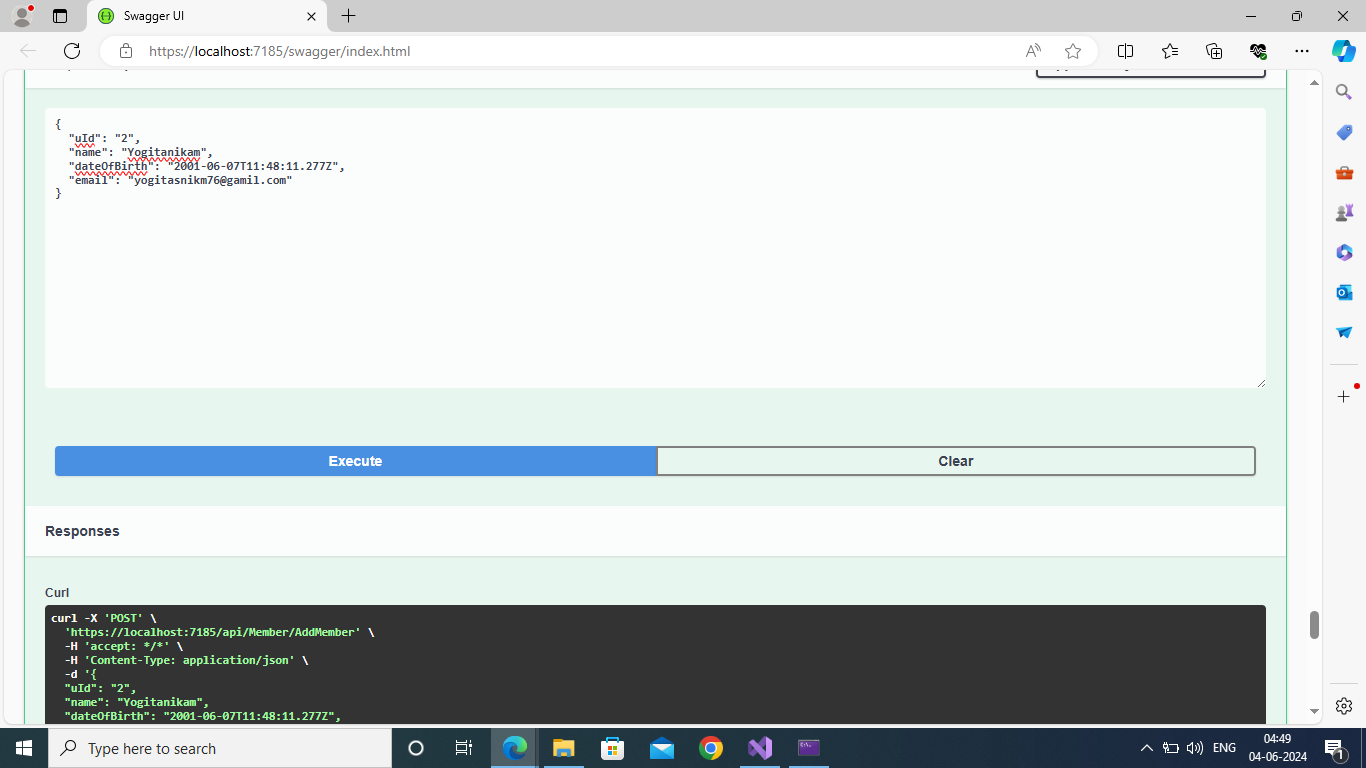 Swagger UI
https://localhost:7185/swagger/index.html
{
"uId": "2",
"name": "Yogitanikam",
"dateOfBirth": "2001-06-07T11:48:11.277Z",
"email": "yogitasnikm76@gamil.com"
}
Execute
Clear
Responses
Curl
curl -X 'POST' \
'https://localhost:7185/api/Member/AddMember' \
-H 'accept: */*' \
-H 'Content-Type: application/json' \
-d '{
"uId": "2",
"name": "Yogitanikam",
"dateOfBirth": "2001-06-07T11:48:11.277Z",
Type here to search
ENG
04:49
04-06-2024
1